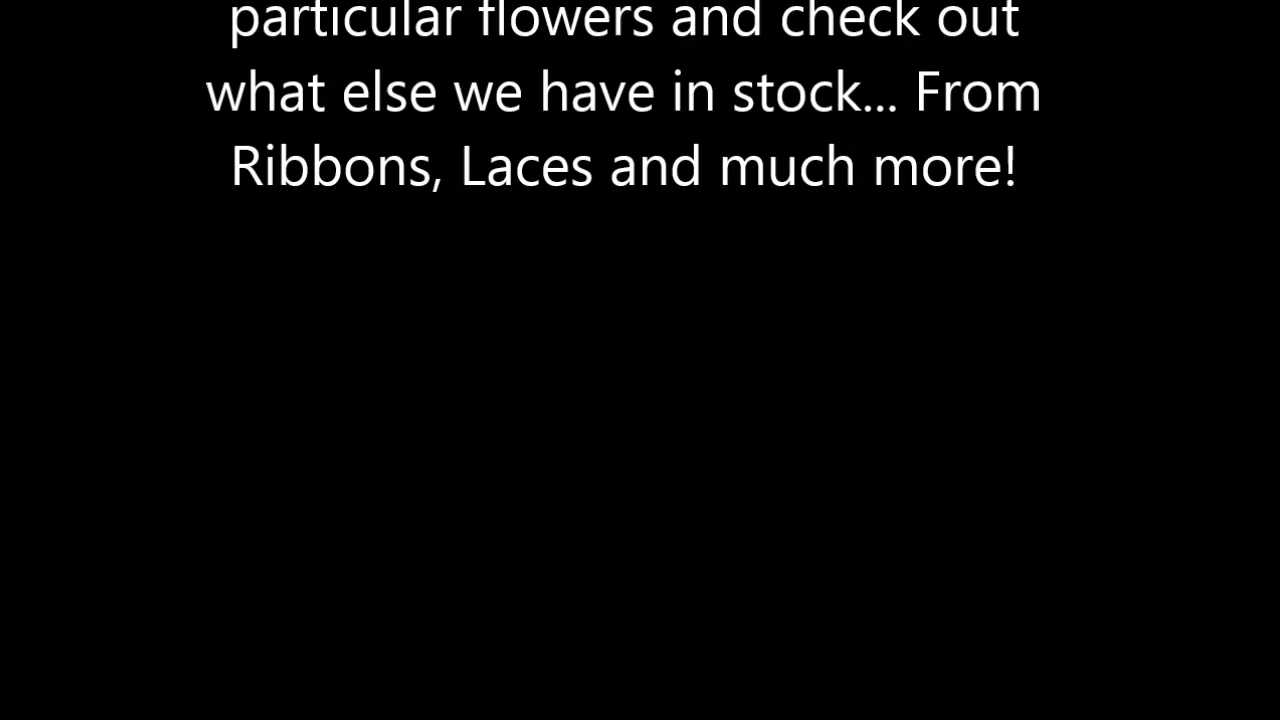 particular flowers and check out
what else we have in stock... From
Ribbons, Laces and much more!